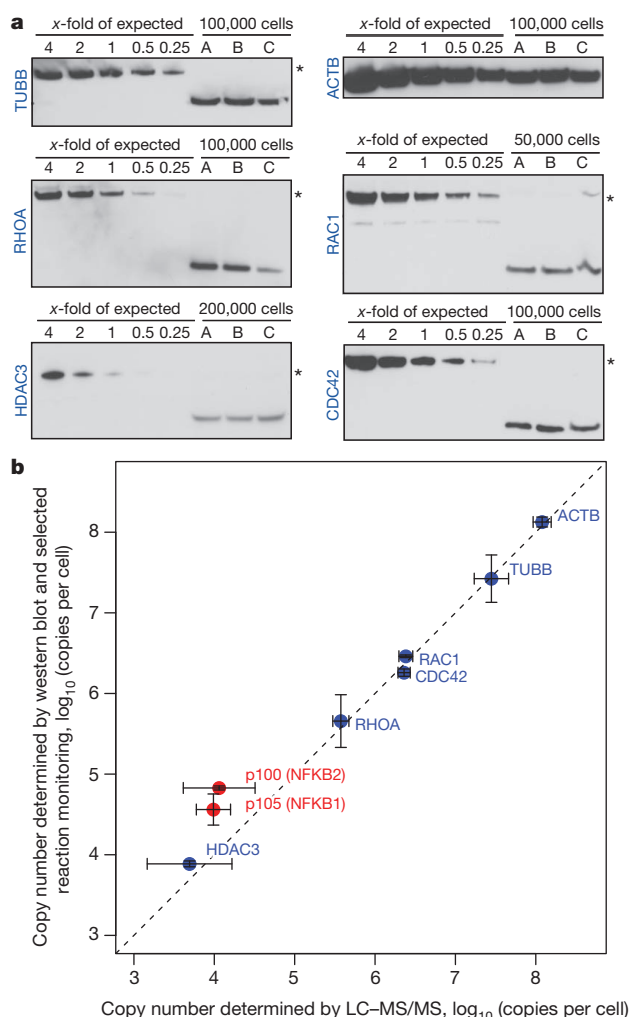 a
x-fold of expected 100,000 cells
4 2 1 0.5 0.25 A B C
TUBB
*
x-fold of expected 100,000 cells
4 2 1 0.5 0.25 A B C
ACTB
x-fold of expected 100,000 cells
4 2 1 0.5 0.25 A B C
RHOA
*
x-fold of expected 50,000 cells
4 2 1 0.5 0.25 A B C
RAC1
*
x-fold of expected 200,000 cells
4 2 1 0.5 0.25 A B C
HDAC3
*
x-fold of expected 100,000 cells
4 2 1 0.5 0.25 A B C
CDC42
*
b
Copy number determined by western blot and selected
reaction monitoring, log10 (copies per cell)
8
7
6
5
4
3
ACTB
TUBB
RAC1
CDC42
RHOA
p100 (NFKB2)
p105 (NFKB1)
HDAC3
3 4 5 6 7 8
Copy number determined by LC–MS/MS, log10 (copies per cell)